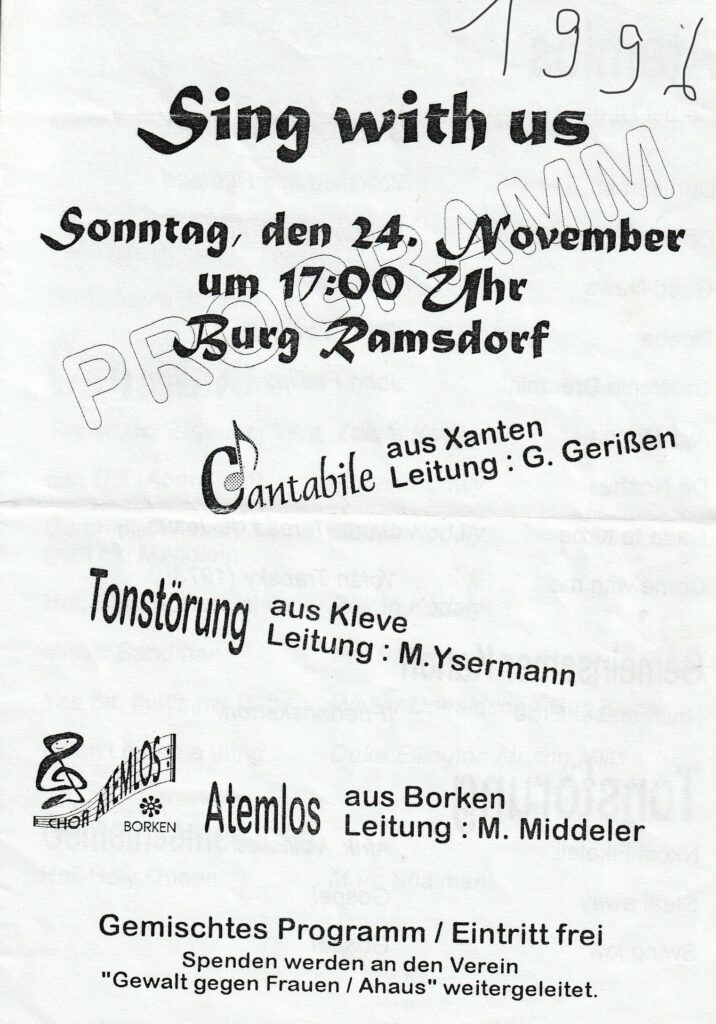 1996
Sing with us
PROGRAMM
Sonntag, den 24. November
um 17:00 Uhr
Burg Ramsdorf
Cantabile aus Xanten
Leitung : G. Gerißen
Tonstörung aus Kleve
Leitung : M.Ysermann
CHOR ATEMLOS
BORKEN
Atemlos aus Borken
Leitung : M. Middeler
Gemischtes Programm / Eintritt frei
Spenden werden an den Verein
"Gewalt gegen Frauen / Ahaus" weitergeleitet.